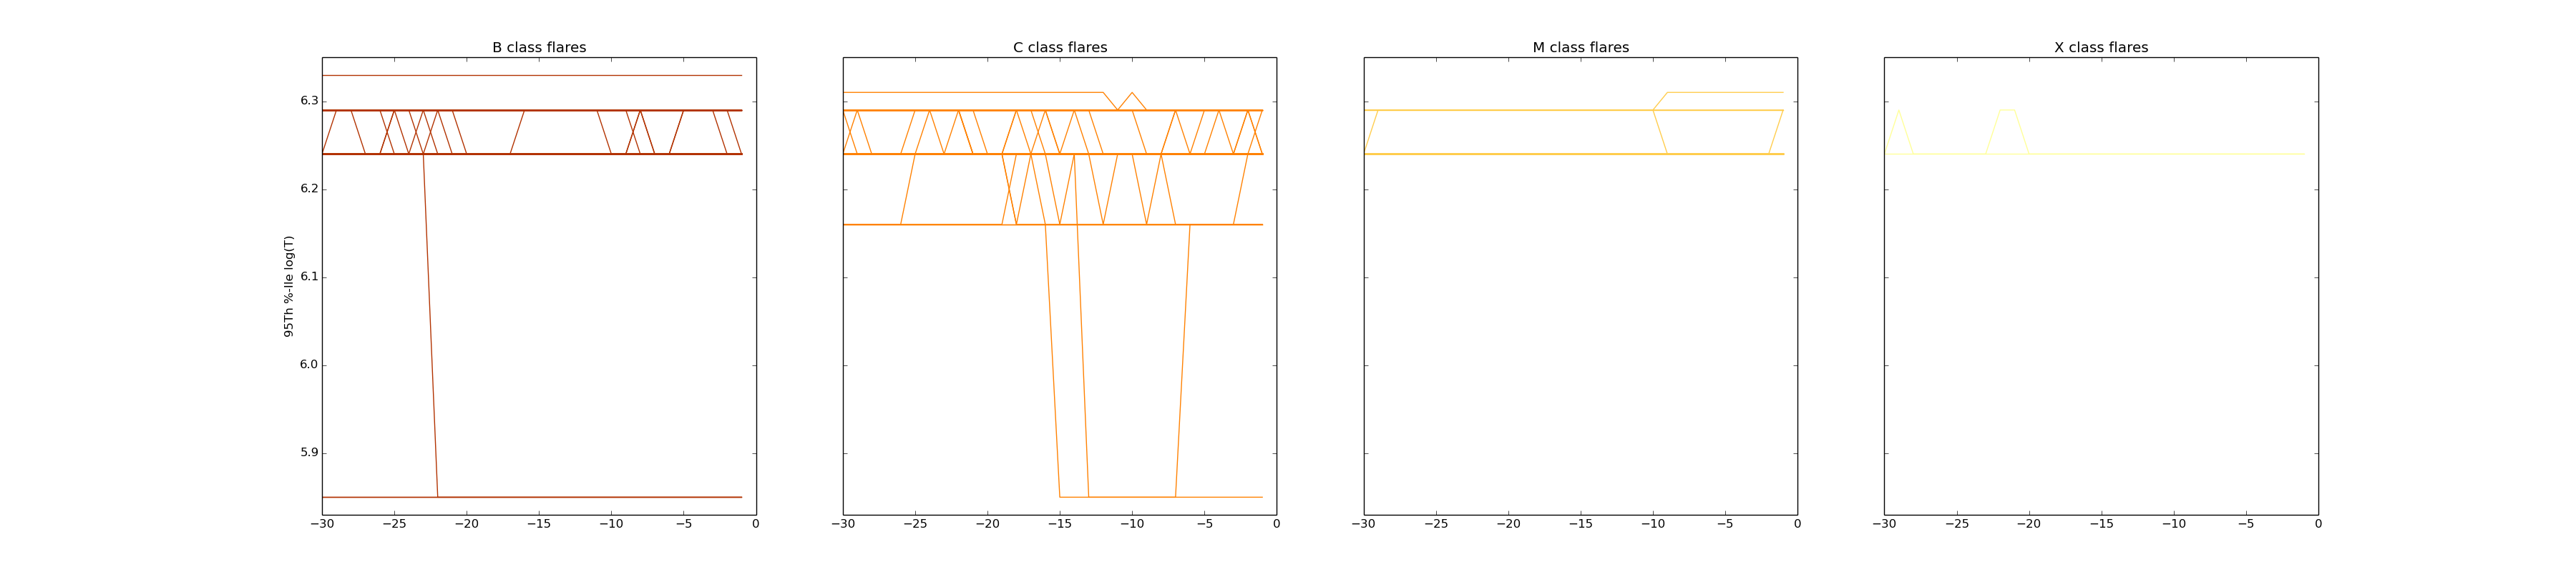 B class flares
C class flares
M class flares
X class flares
95Th %-Ile log(T)
6.3
6.2
6.1
6.0
5.9
−30 −25 −20 −15 −10 −5 0
−30 −25 −20 −15 −10 −5 0
−30 −25 −20 −15 −10 −5 0
−30 −25 −20 −15 −10 −5 0